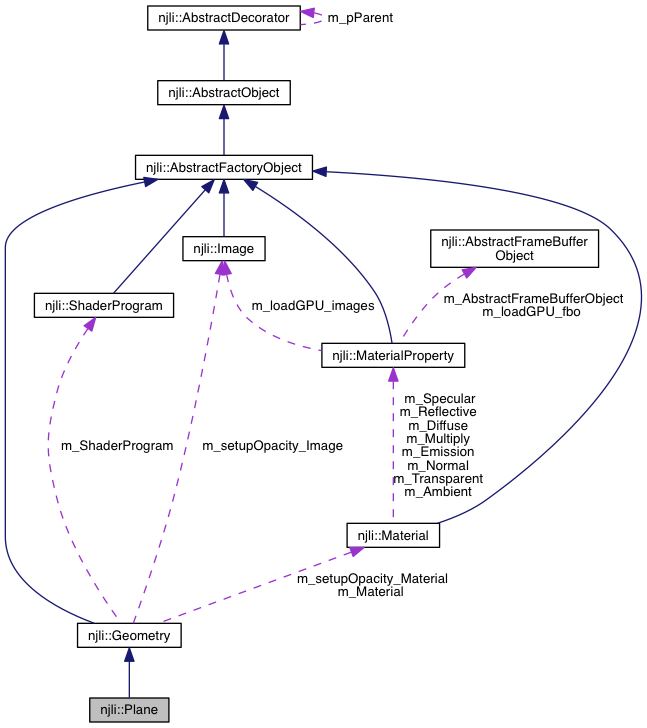 njli::AbstractDecorator
m_pParent
njli::AbstractObject
njli::AbstractFactoryObject
njli::Image
njli::AbstractFrameBuffer
Object
njli::ShaderProgram
m_loadGPU_images
m_AbstractFrameBufferObject
m_loadGPU_fbo
njli::MaterialProperty
m_ShaderProgram
m_setupOpacity_Image
m_Specular
m_Reflective
m_Diffuse
m_Multiply
m_Emission
m_Normal
m_Transparent
m_Ambient
njli::Material
m_setupOpacity_Material
m_Material
njli::Geometry
njli::Plane